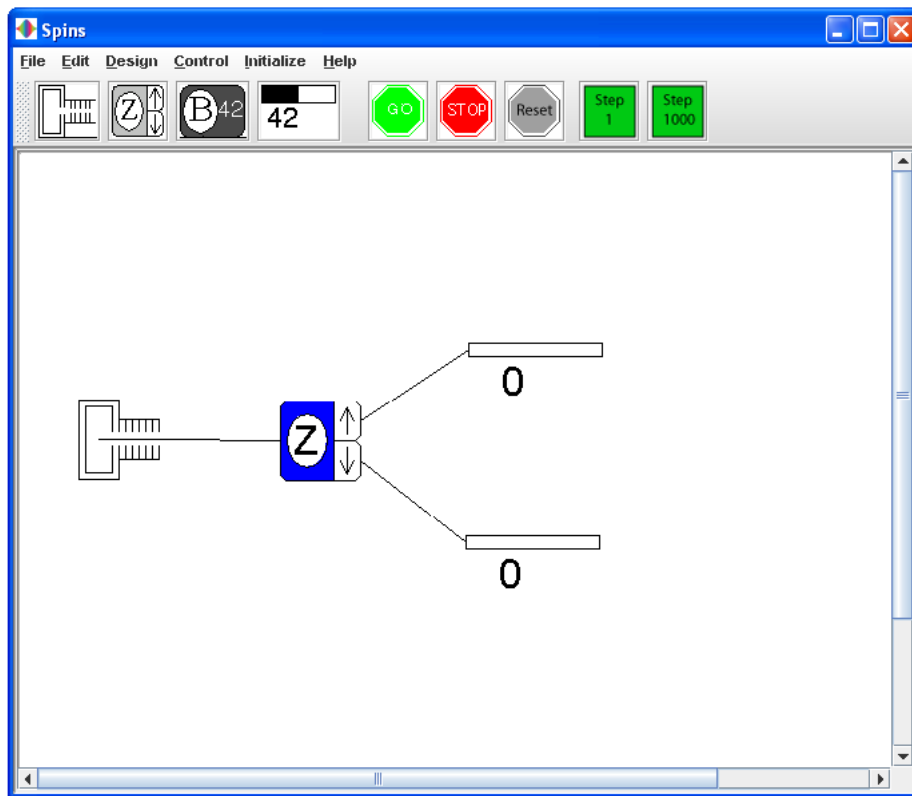 Spins
File Edit Design Control Initialize Help
Z B 42 42 GO STOP Reset Step 1 Step 1000
0
Z
0